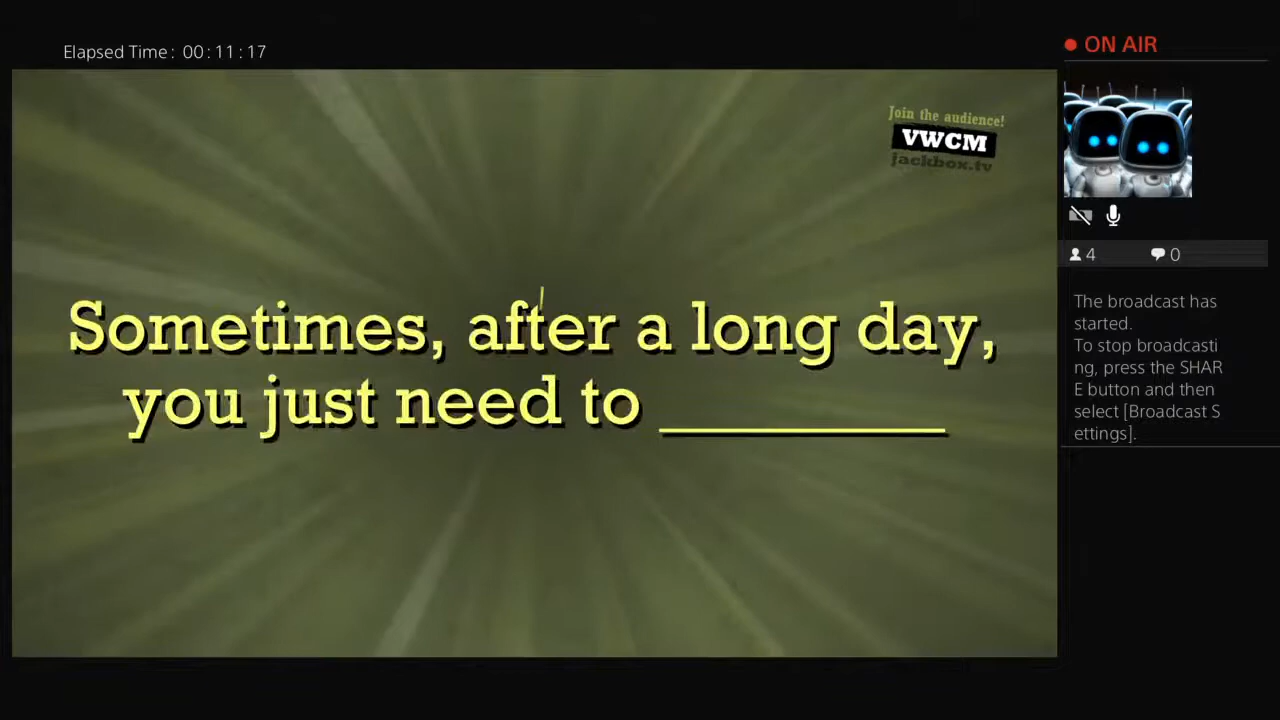 Elapsed Time: 00:11:17
ON AIR
Join the audience!
VWCM
jackbox.tv
Sometimes, after a long day,
you just need to __________
4
0
The broadcast has
started.
To stop broadcasti
ng, press the SHAR
E button and then
select [Broadcast S
ettings].